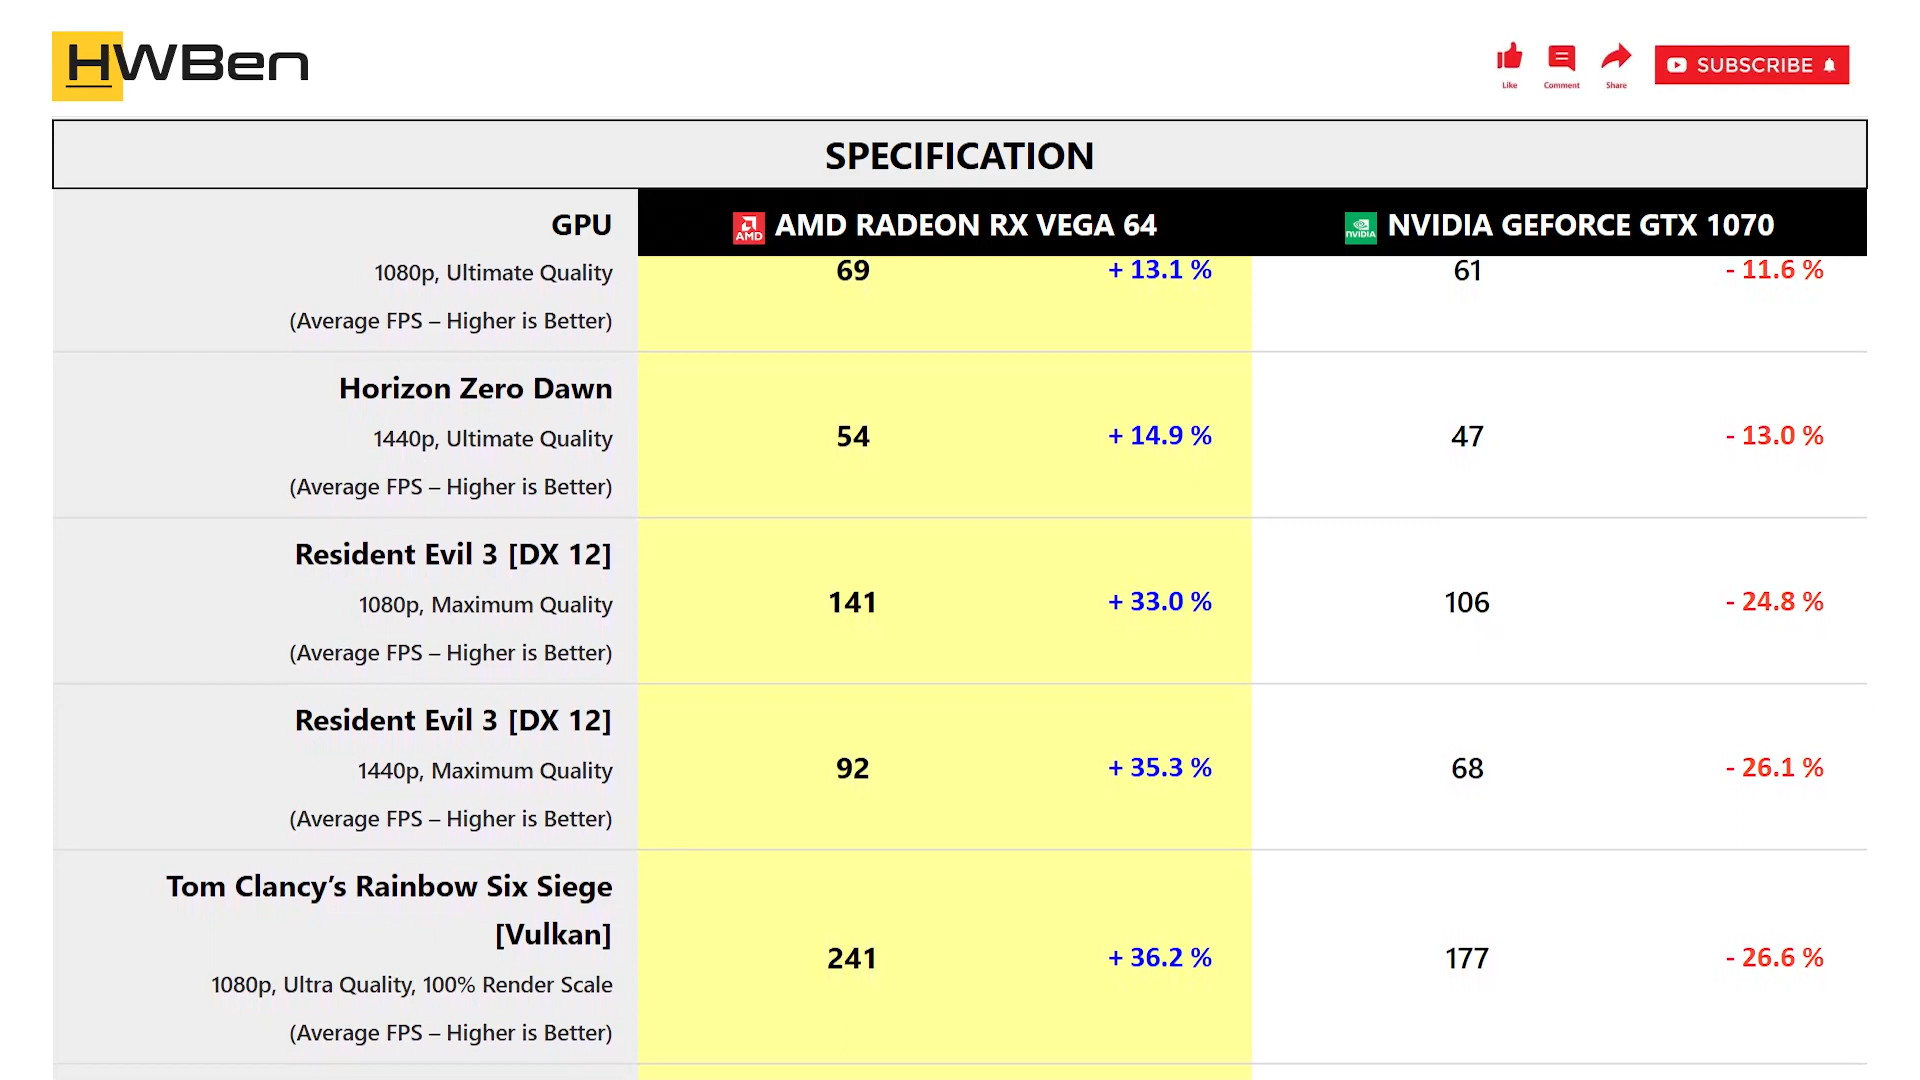 HWBen
Like
Comment
Share
SUBSCRIBE
SPECIFICATION
GPU
AMD
AMD RADEON RX VEGA 64
NVIDIA
NVIDIA GEFORCE GTX 1070
1080p, Ultimate Quality
(Average FPS – Higher is Better)
69
+ 13.1 %
61
- 11.6 %
Horizon Zero Dawn
1440p, Ultimate Quality
(Average FPS – Higher is Better)
54
+ 14.9 %
47
- 13.0 %
Resident Evil 3 [DX 12]
1080p, Maximum Quality
(Average FPS – Higher is Better)
141
+ 33.0 %
106
- 24.8 %
Resident Evil 3 [DX 12]
1440p, Maximum Quality
(Average FPS – Higher is Better)
92
+ 35.3 %
68
- 26.1 %
Tom Clancy’s Rainbow Six Siege
[Vulkan]
1080p, Ultra Quality, 100% Render Scale
(Average FPS – Higher is Better)
241
+ 36.2 %
177
- 26.6 %